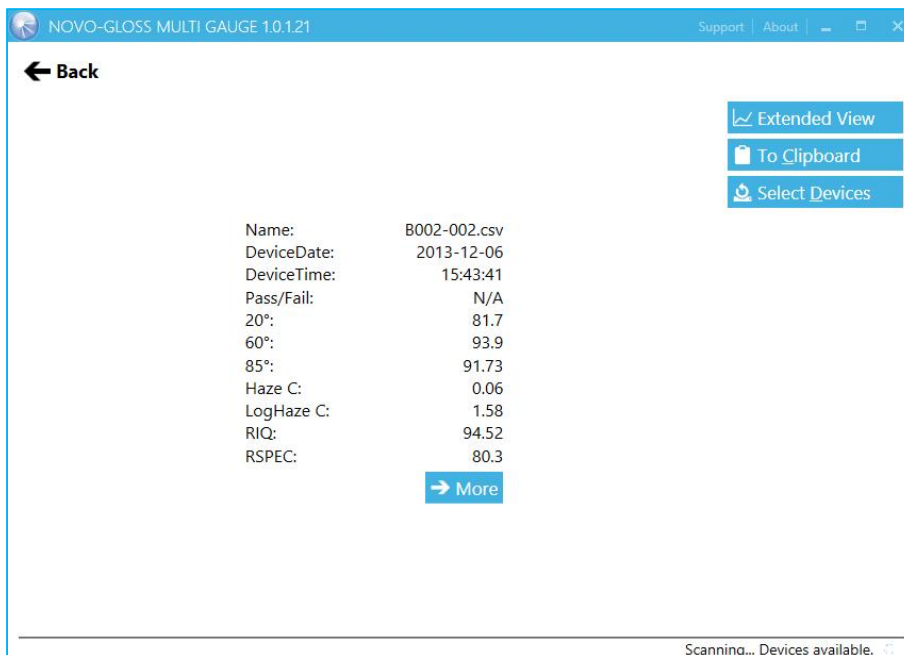 NOVO-GLOSS MULTI GAUGE 1.0.1.21 Support | About |
Back
Extended View
To Clipboard
Select Devices
Name: B002-002.csv
DeviceDate: 2013-12-06
DeviceTime: 15:43:41
Pass/Fail: N/A
20°: 81.7
60°: 93.9
85°: 91.73
Haze C: 0.06
LogHaze C: 1.58
RIQ: 94.52
RSPEC: 80.3
More
Scanning... Devices available.